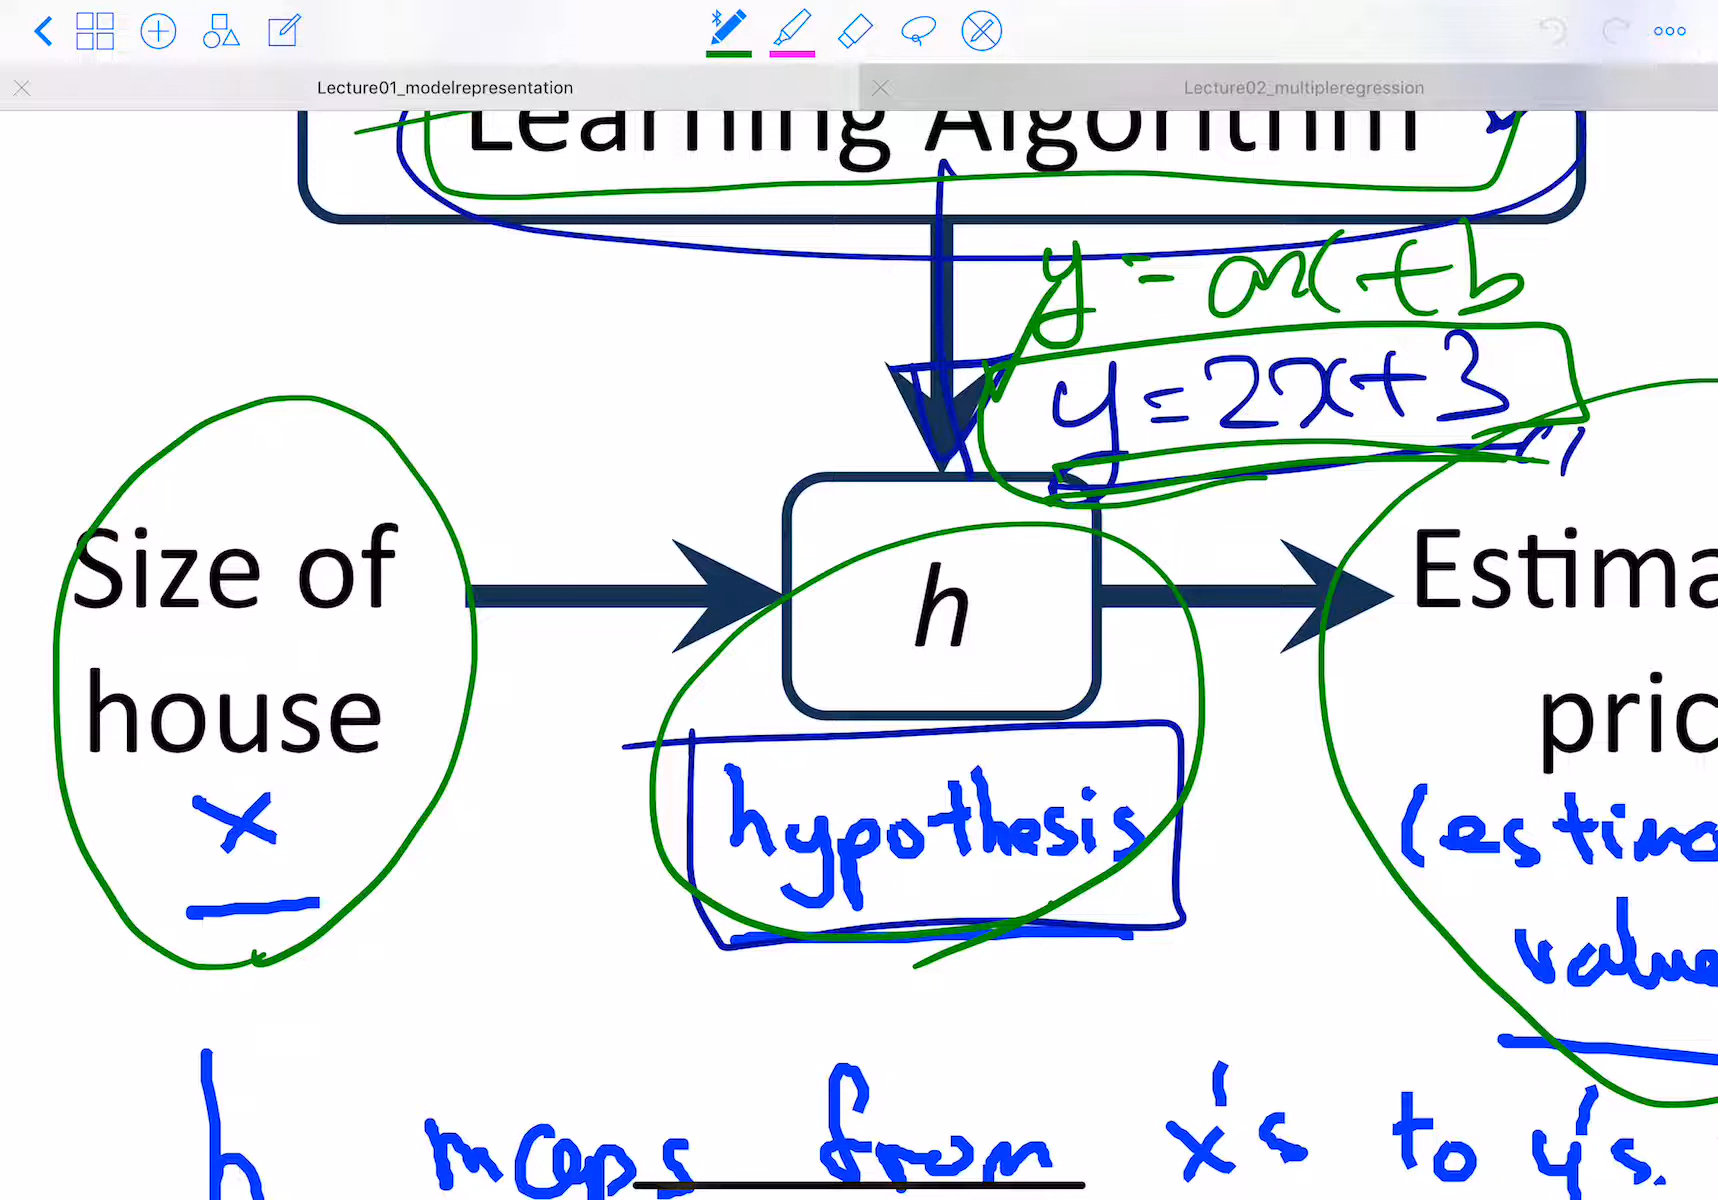 Lecture01_modelrepresentation
Lecture02_multipleregression
Learning Algorithm
y = ax + b
y = 2x + 3
Size of
house
x
h
hypothesis
Estima
pric
(estima
value
h maps from x's to y's.